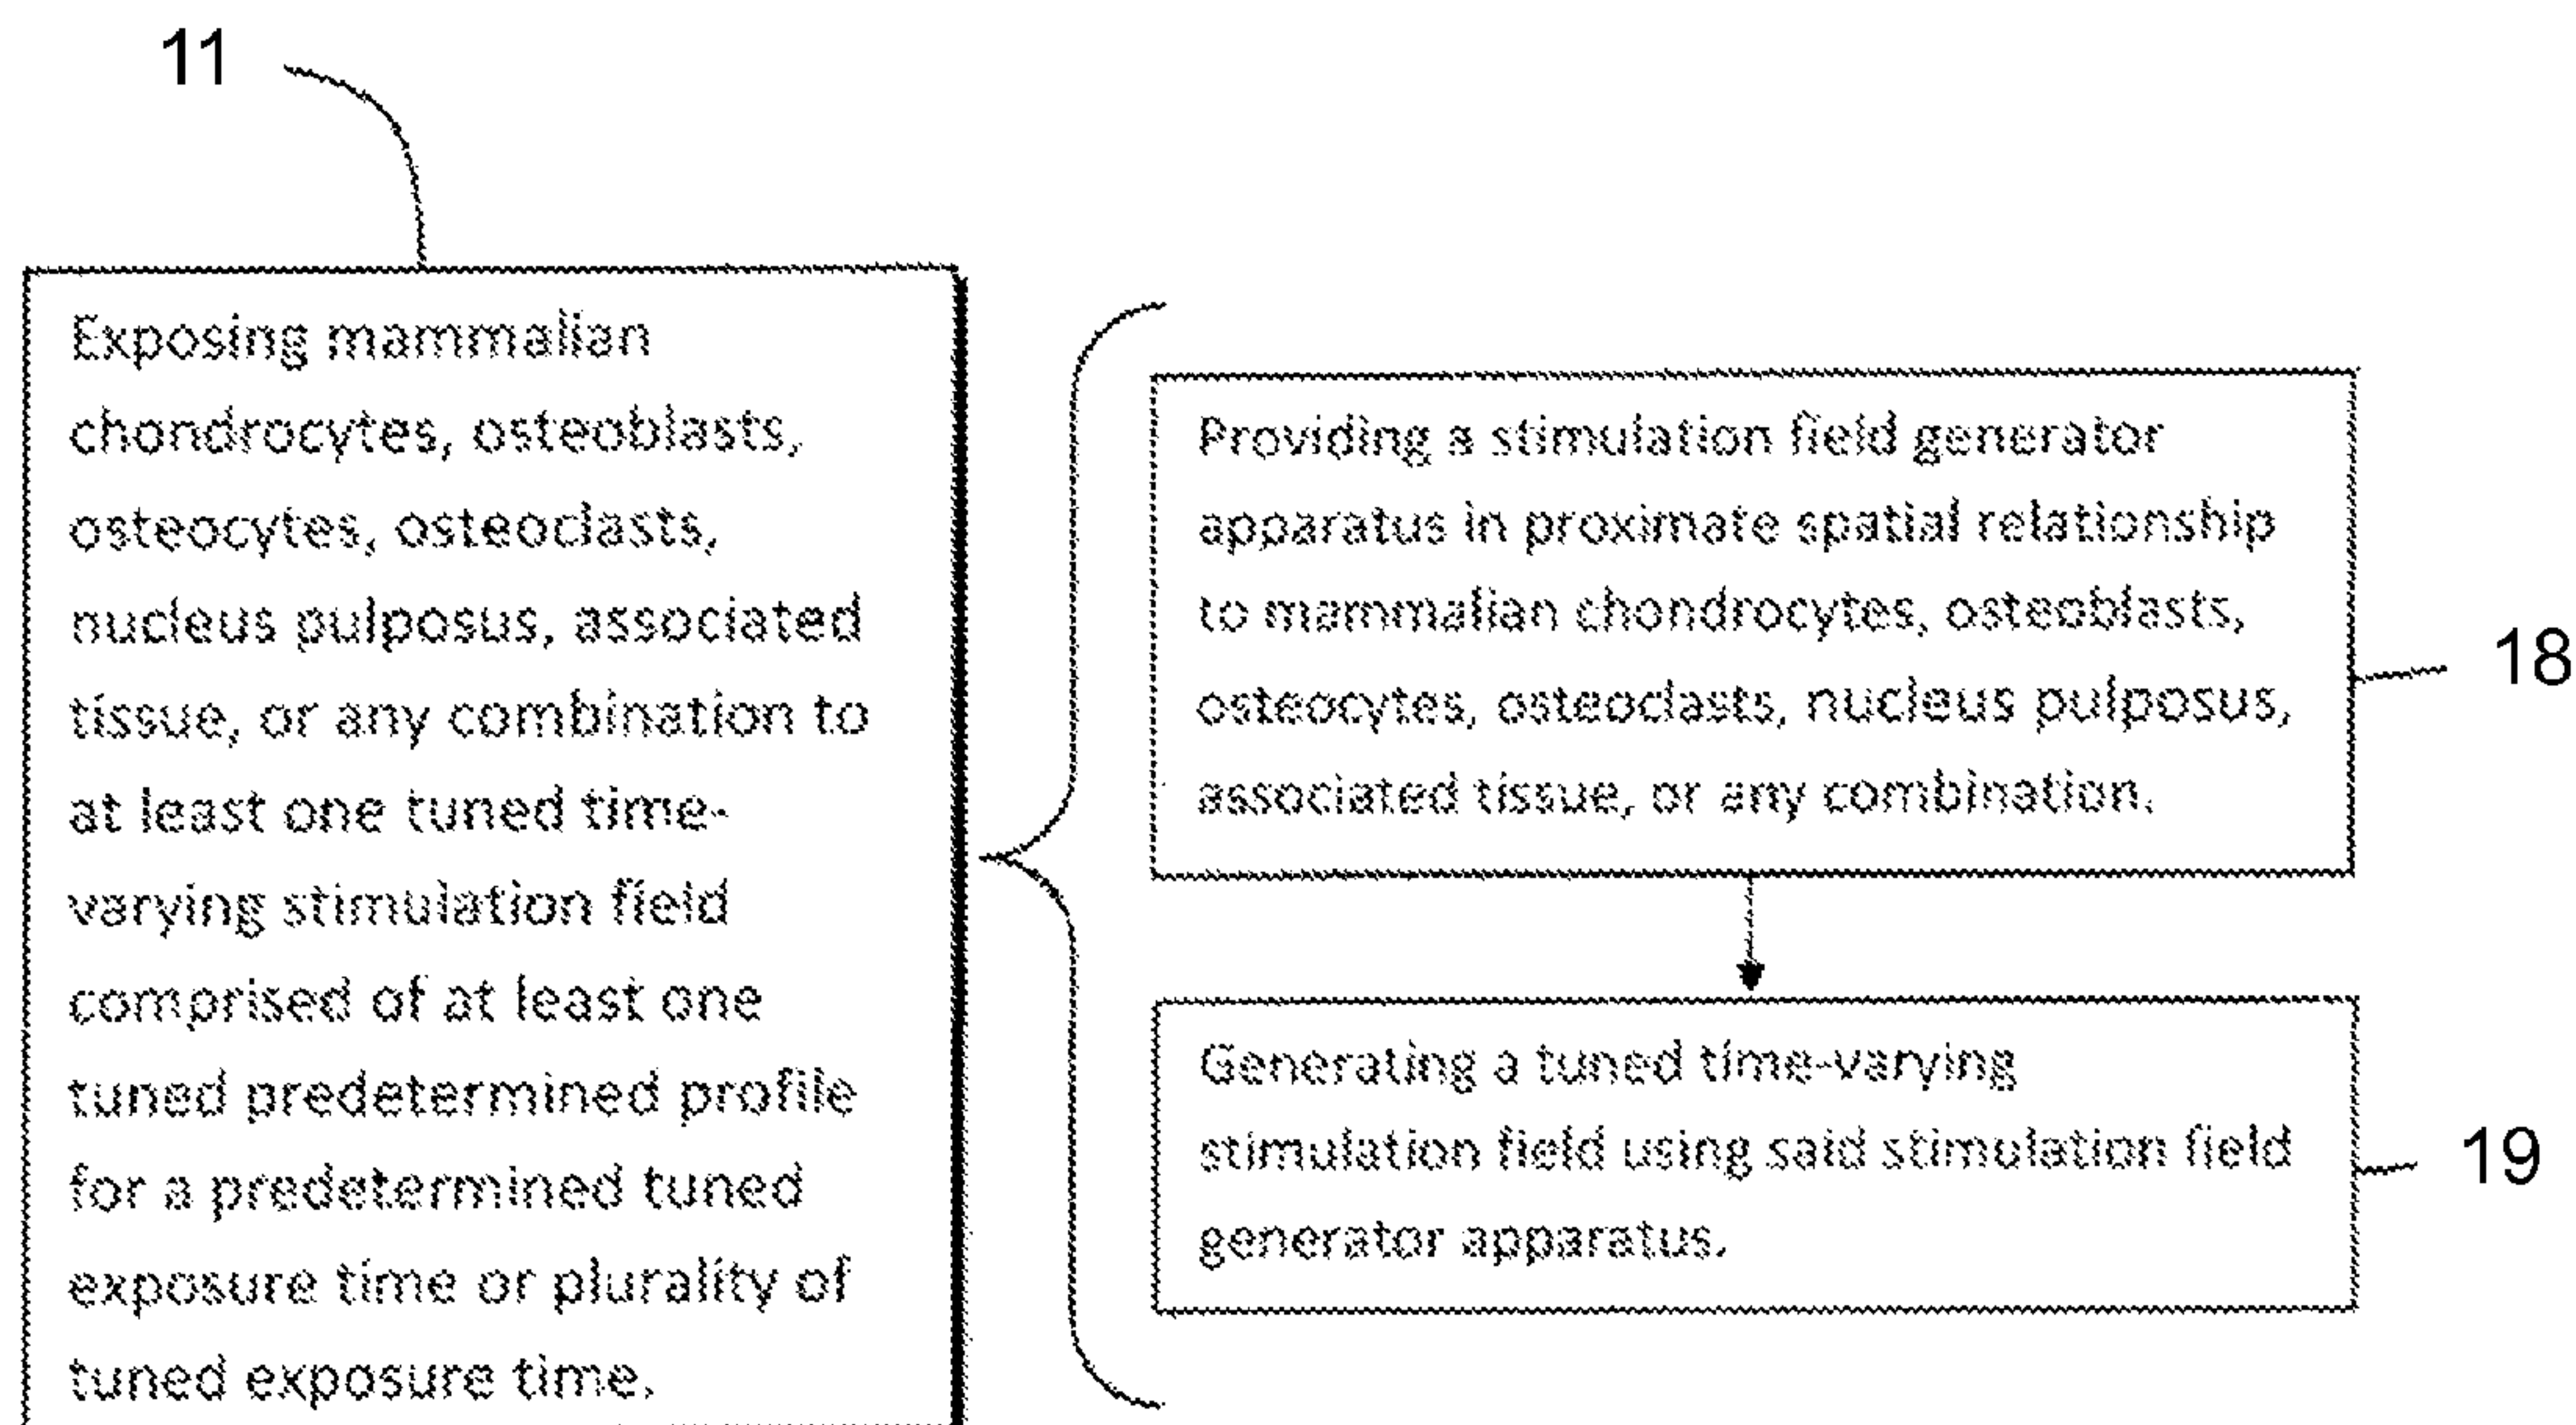 11
Exposing mammalian
chondrocytes, osteoblasts,
osteocytes, osteoclasts,
nucleus pulposus, associated
tissue, or any combination to
at least one tuned time-
varying stimulation field
comprised of at least one
tuned predetermined profile
for a predetermined tuned
exposure time or plurality of
tuned exposure time.
Providing a stimulation field generator
apparatus in proximate spatial relationship
to mammalian chondrocytes, osteoblasts,
osteocytes, osteoclasts, nucleus pulposus,
associated tissue, or any combination.
18
Generating a tuned time-varying
stimulation field using said stimulation field
generator apparatus.
19